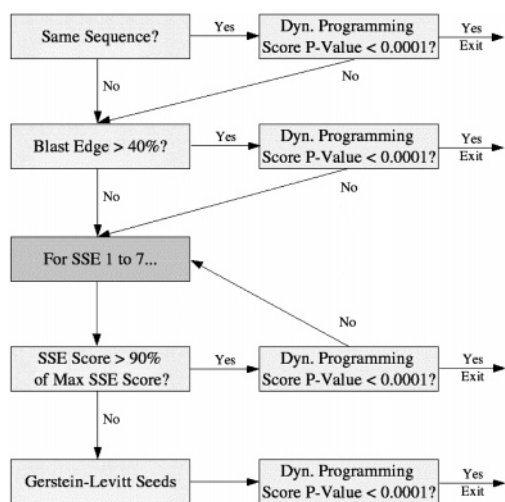 Same Sequence?
Yes
Dyn. Programming
Score P-Value < 0.0001?
Yes
Exit
No
No
Blast Edge > 40%?
Yes
Dyn. Programming
Score P-Value < 0.0001?
Yes
Exit
No
No
For SSE 1 to 7...
No
SSE Score > 90%
of Max SSE Score?
Yes
Dyn. Programming
Score P-Value < 0.0001?
Yes
Exit
No
Gerstein-Levitt Seeds
Dyn. Programming
Score P-Value < 0.0001?
Yes
Exit